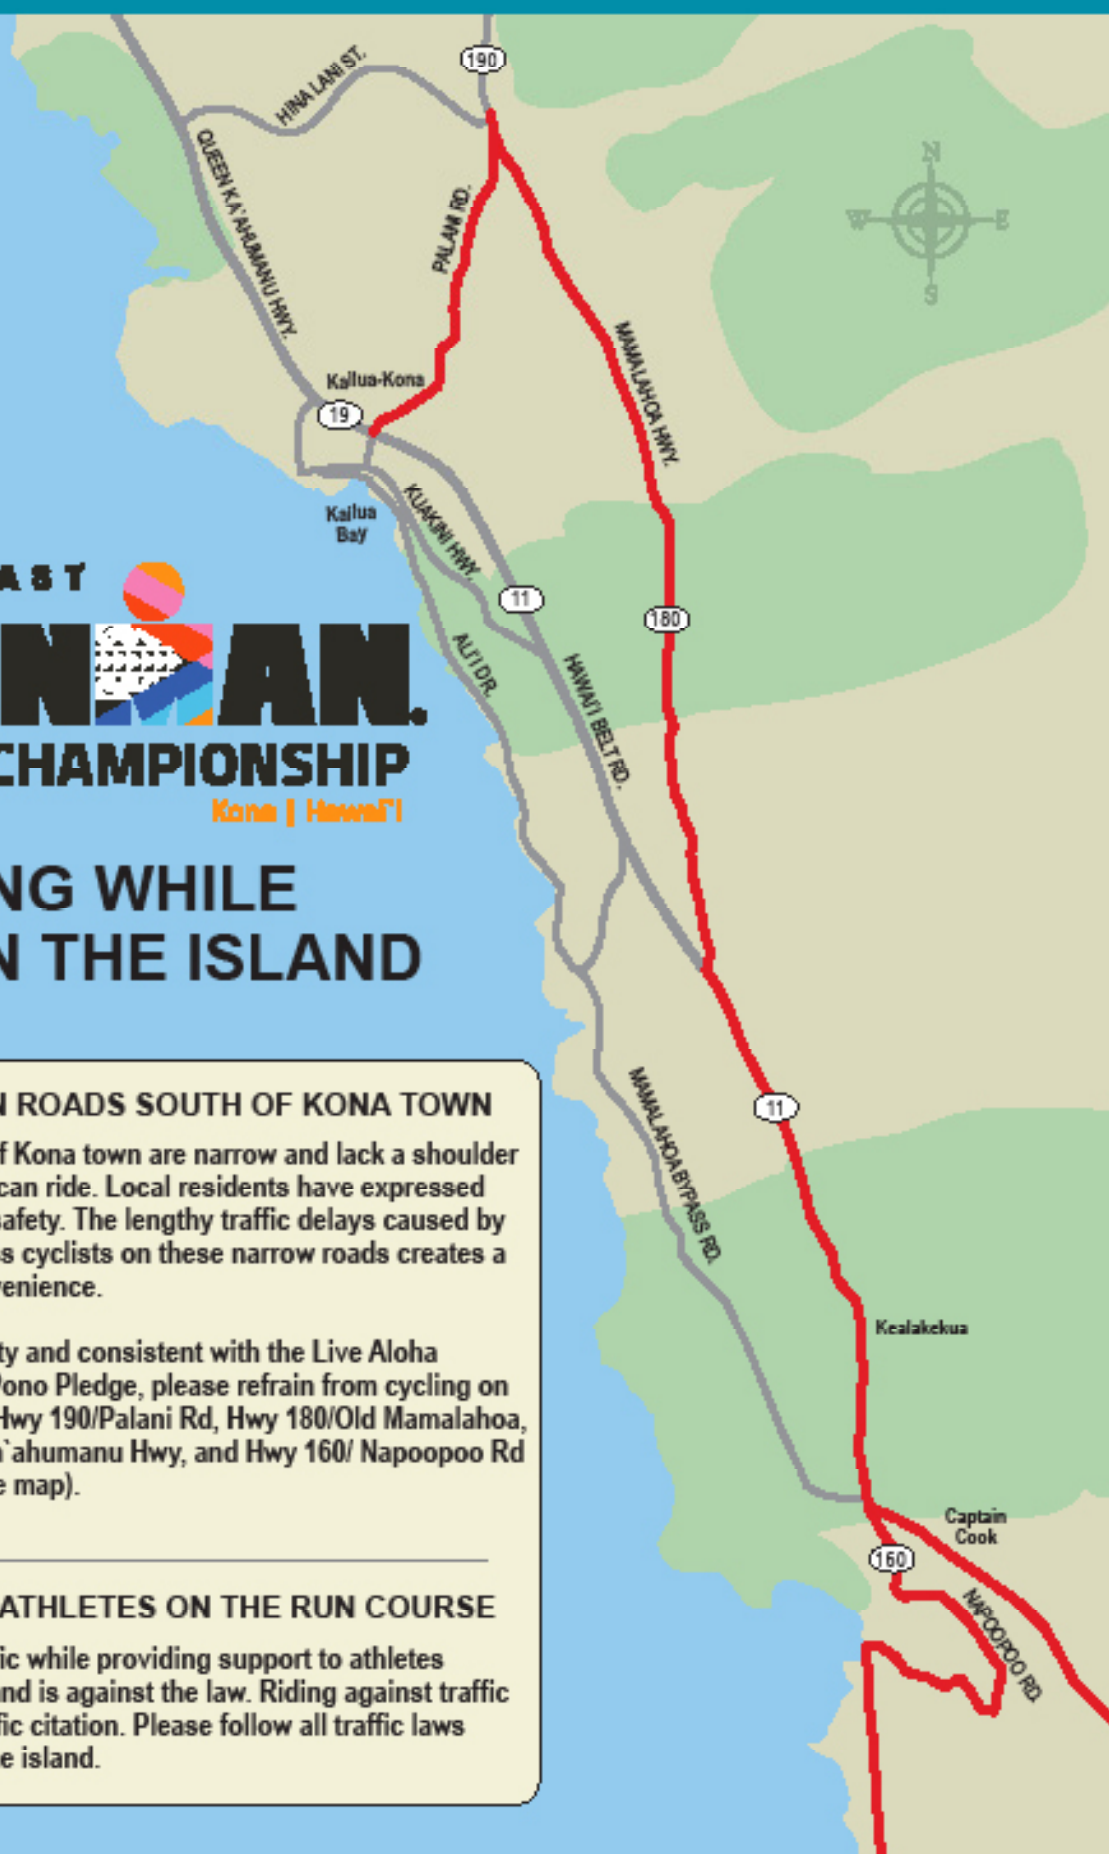 190
HINA LANI ST.
N
W E
S
QUEEN KA`AHUMANU HWY.
PALANI RD.
MAMALAHOA HWY.
Kailua-Kona
19
Kailua
Bay
KUAKINI HWY.
AST
11
180
NMAN.
ALI'I DR.
HAWAI'I BELT RD.
CHAMPIONSHIP
Kona | Hawai'i
NG WHILE
N THE ISLAND
MAMALAHOA BYPASS RD.
11
N ROADS SOUTH OF KONA TOWN
f Kona town are narrow and lack a shoulder
can ride. Local residents have expressed
safety. The lengthy traffic delays caused by
ss cyclists on these narrow roads creates a
venience.
ty and consistent with the Live Aloha
Pono Pledge, please refrain from cycling on
Hwy 190/Palani Rd, Hwy 180/Old Mamalahoa,
a`ahumanu Hwy, and Hwy 160/ Napoopoo Rd
e map).
Kealakekua
Captain
Cook
160
NAPOOPOO RD.
ATHLETES ON THE RUN COURSE
ic while providing support to athletes
and is against the law. Riding against traffic
fic citation. Please follow all traffic laws
e island.